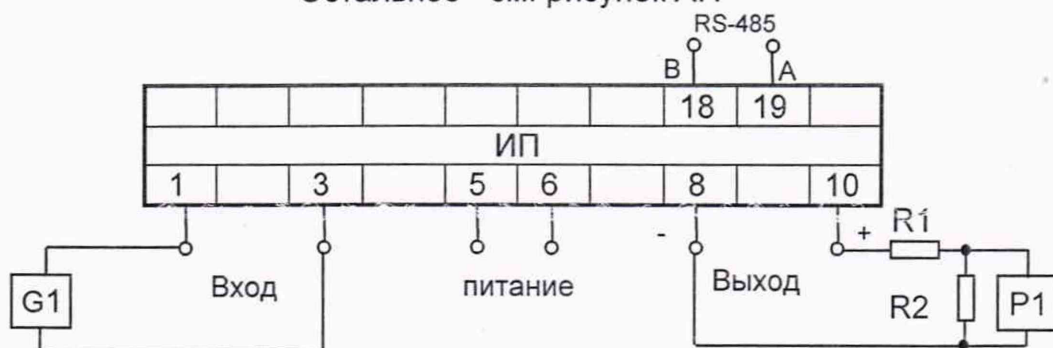 RS-485
B A
18 19
ИП
1 3 5 6 8 10
- + R1
G1 Вход питание Выход R2 P1